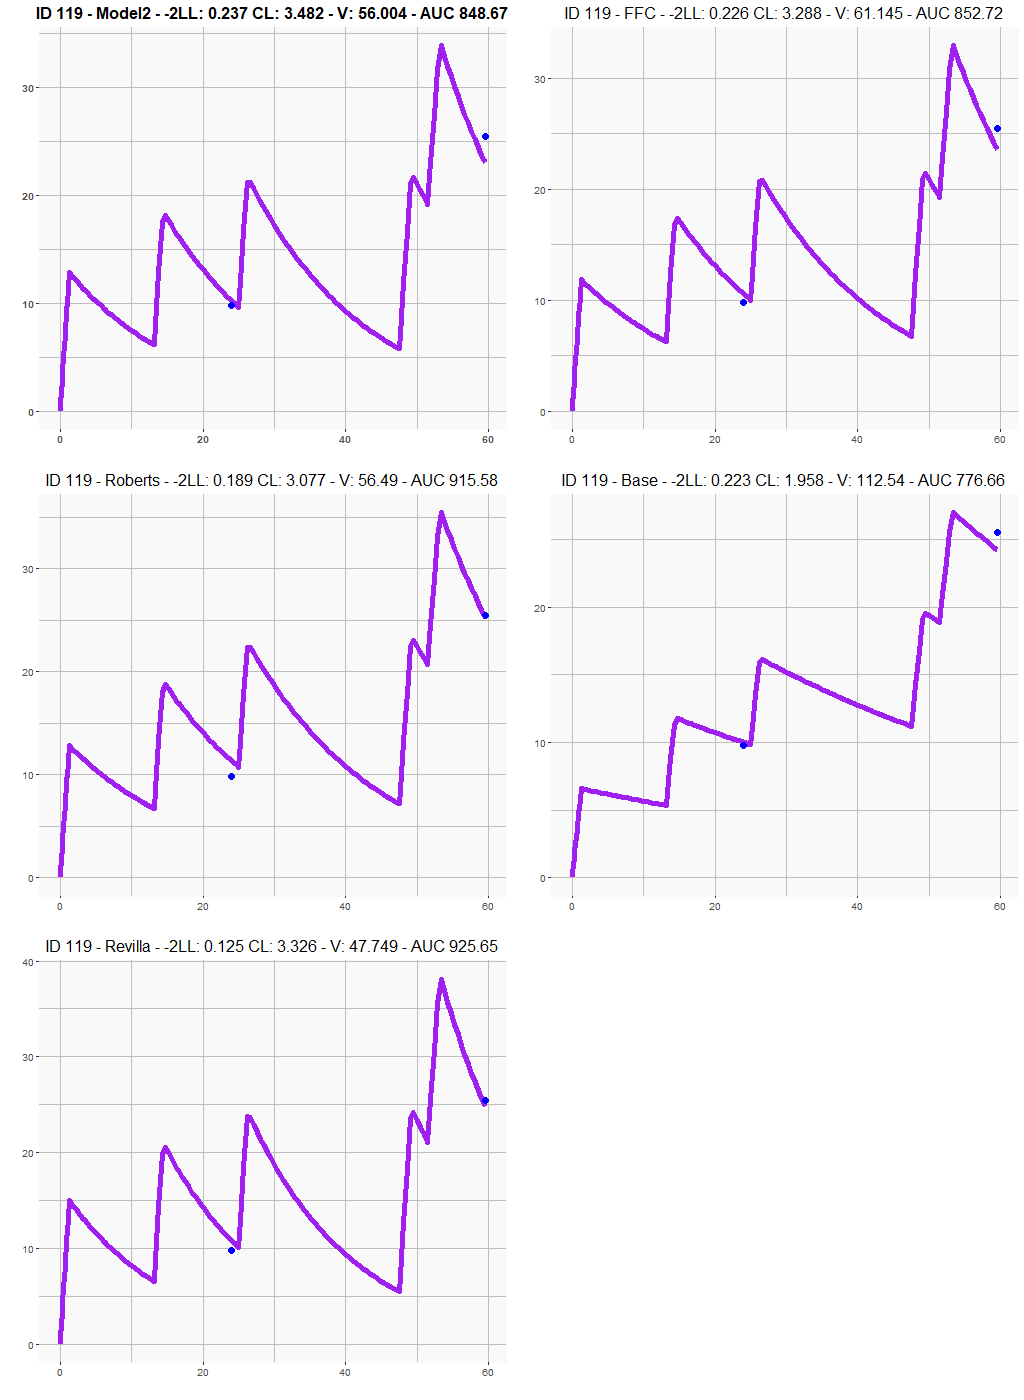 ID 119 - Model2 - -2LL: 0.237 CL: 3.482 - V: 56.004 - AUC 848.67
30
20
10
0
0 20 40 60
ID 119 - FFC - -2LL: 0.226 CL: 3.288 - V: 61.145 - AUC 852.72
30
20
10
0
0 20 40 60
ID 119 - Roberts - -2LL: 0.189 CL: 3.077 - V: 56.49 - AUC 915.58
30
20
10
0
0 20 40 60
ID 119 - Base - -2LL: 0.223 CL: 1.958 - V: 112.54 - AUC 776.66
20
10
0
0 20 40 60
ID 119 - Revilla - -2LL: 0.125 CL: 3.326 - V: 47.749 - AUC 925.65
40
30
20
10
0
0 20 40 60